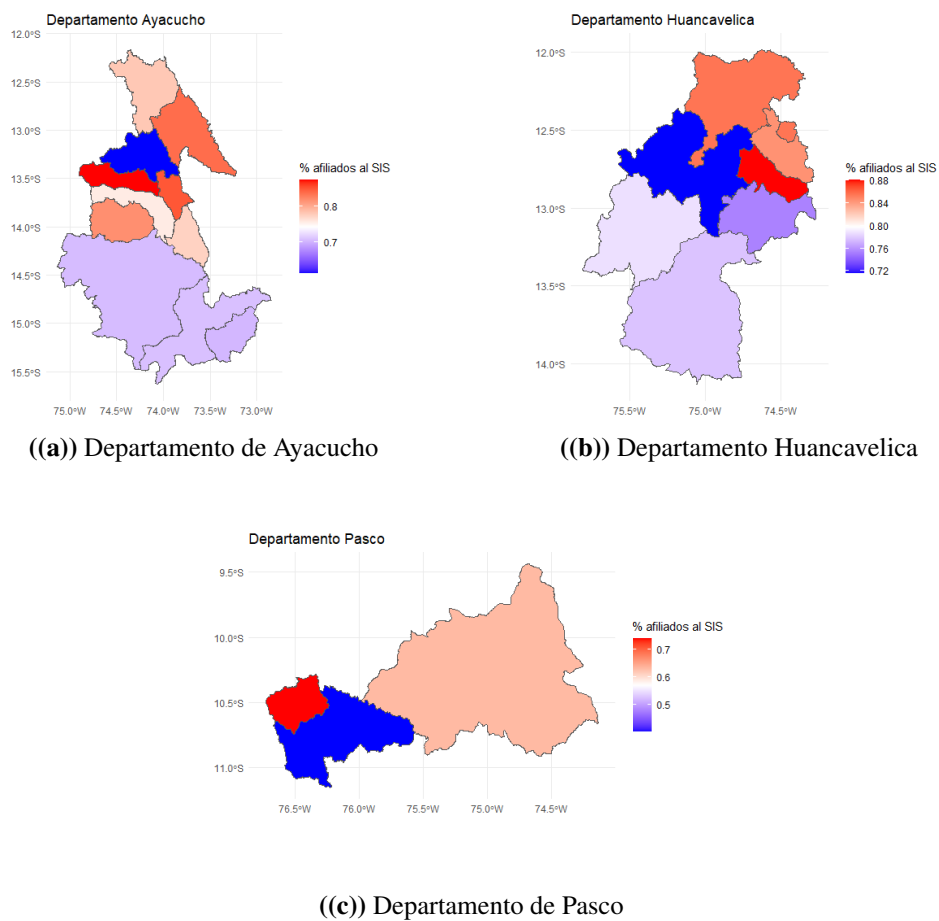 Departamento Ayacucho
12.0°S
12.5°S
13.0°S
13.5°S
14.0°S
14.5°S
15.0°S
15.5°S
75.0°W 74.5°W 74.0°W 73.5°W 73.0°W
% afiliados al SIS
0.8
0.7
((a)) Departamento de Ayacucho
Departamento Huancavelica
12.0°S
12.5°S
13.0°S
13.5°S
14.0°S
75.5°W 75.0°W 74.5°W
% afiliados al SIS
0.88
0.84
0.80
0.76
0.72
((b)) Departamento Huancavelica
Departamento Pasco
9.5°S
10.0°S
10.5°S
11.0°S
76.5°W 76.0°W 75.5°W 75.0°W 74.5°W
% afiliados al SIS
0.7
0.6
0.5
((c)) Departamento de Pasco